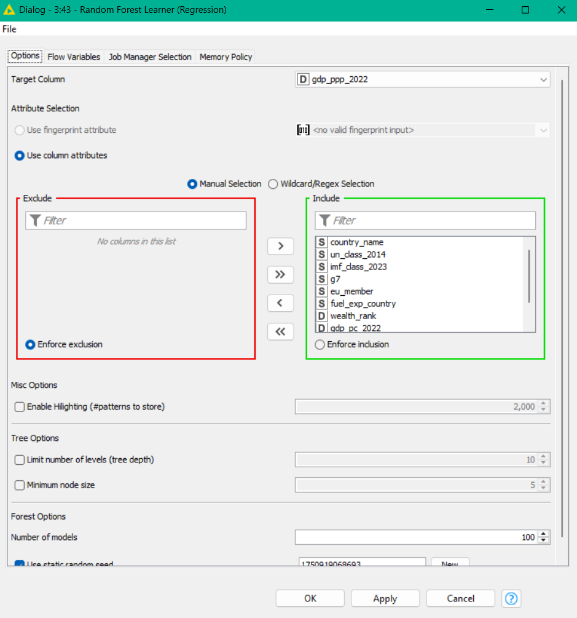 Dialog - 3:43 - Random Forest Learner (Regression)
File
Options Flow Variables Job Manager Selection Memory Policy
Target Column D gdp_ppp_2022
Attribute Selection
Use fingerprint attribute <no valid fingerprint input>
Use column attributes
Manual Selection Wildcard/Regex Selection
Exclude Include
Filter Filter
No columns in this list
S country_name
S un_class_2014
S imf_class_2023
S g7
S eu_member
S fuel_exp_country
D wealth_rank
D gdp_pc_2022
> 
>>
<
<<
Enforce exclusion Enforce inclusion
Misc Options
Enable Hilighting (#patterns to store) 2,000
Tree Options
Limit number of levels (tree depth) 10
Minimum node size 5
Forest Options
Number of models 100
Use static random seed 1750919068693 New
OK Apply Cancel ?